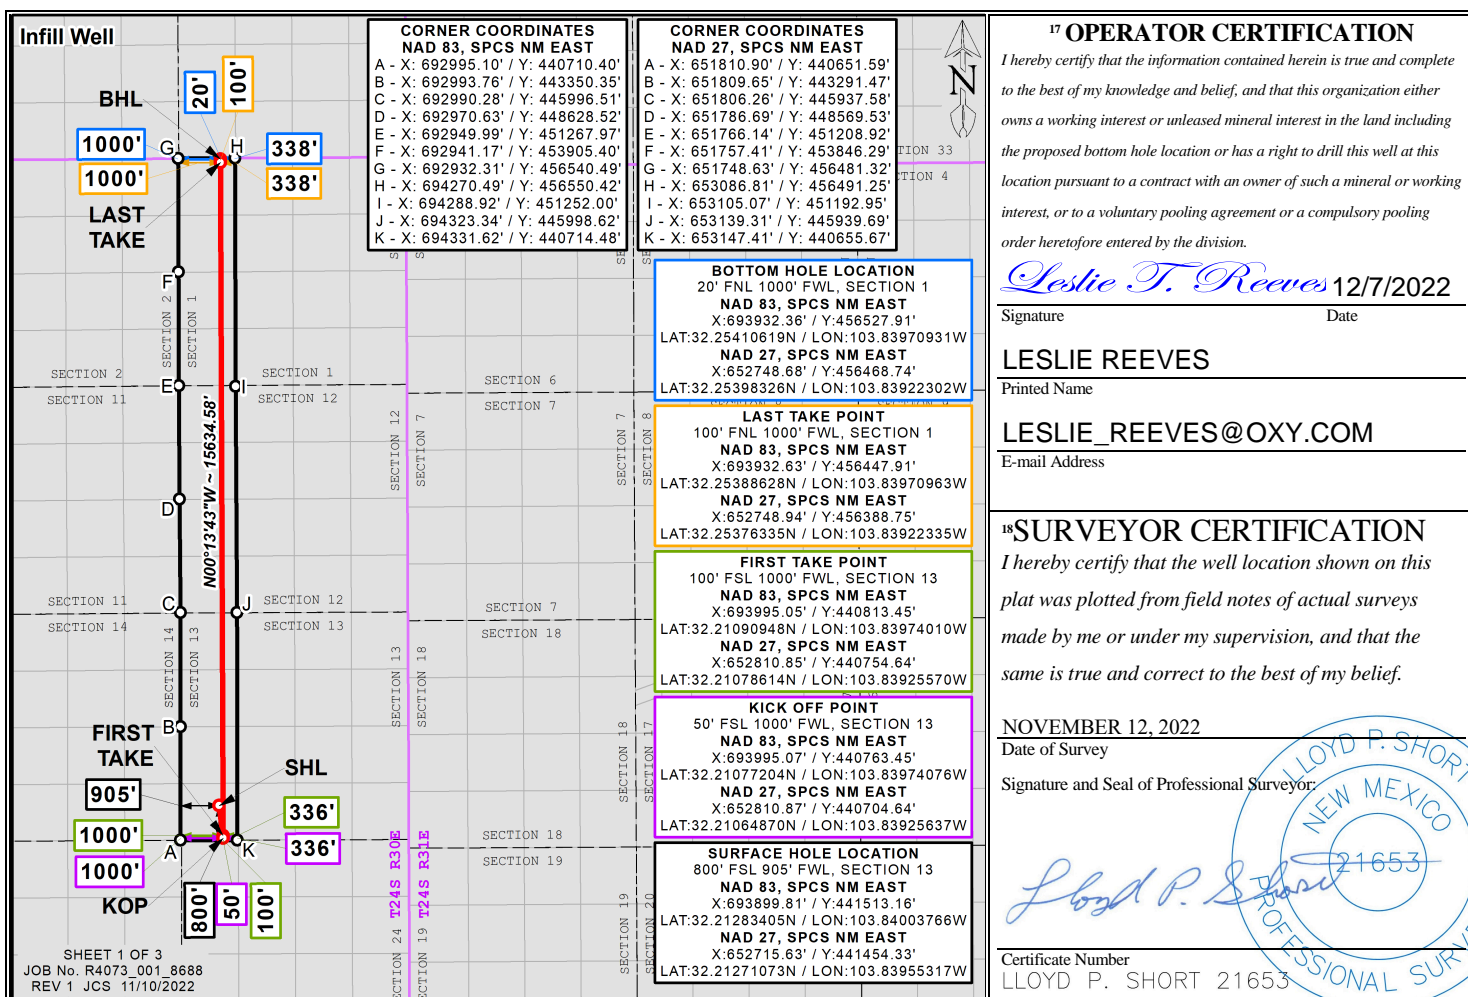 Infill Well
CORNER COORDINATES
NAD 83, SPCS NM EAST
A - X: 692995.10' / Y: 440710.40'
B - X: 692993.76' / Y: 443350.35'
C - X: 692990.28' / Y: 445996.51'
D - X: 692970.63' / Y: 448628.52'
E - X: 692949.99' / Y: 451267.97'
F - X: 692941.17' / Y: 453905.40'
G - X: 692932.31' / Y: 456540.49'
H - X: 694270.49' / Y: 456550.42'
I - X: 694288.92' / Y: 451252.00'
J - X: 694323.34' / Y: 445998.62'
K - X: 694331.62' / Y: 440714.48'
CORNER COORDINATES
NAD 27, SPCS NM EAST
A - X: 651810.90' / Y: 440651.59'
B - X: 651809.65' / Y: 443291.47'
C - X: 651806.26' / Y: 445937.58'
D - X: 651786.69' / Y: 448569.53'
E - X: 651766.14' / Y: 451208.92'
F - X: 651757.41' / Y: 453846.29'
G - X: 651748.63' / Y: 456481.32'
H - X: 653086.81' / Y: 456491.25'
I - X: 653105.07' / Y: 451192.95'
J - X: 653139.31' / Y: 445939.69'
K - X: 653147.41' / Y: 440655.67'
N
TION 33
CTION 4
BHL
20'
100'
1000'
G
H
338'
1000'
338'
LAST
TAKE
F
SECTION 2
SECTION 1
SECTION 2
SECTION 1
E
I
SECTION 11
SECTION 12
SECTION 6
SECTION 7
N00°13'43"W ~ 15634.58'
SECTION 12
SECTION 7
SECTION 7
SECTION 8
D
SECTION 11
C
J
SECTION 12
SECTION 14
SECTION 13
SECTION 7
SECTION 18
SECTION 14
SECTION 13
SECTION 13
SECTION 18
B
FIRST
TAKE
SHL
905'
336'
1000'
336'
A
K
1000'
KOP
800'
50'
100'
SECTION 18
SECTION 19
SECTION 18
SECTION 17
T24S R30E
T24S R31E
SECTION 24
SECTION 19
SECTION 19
SECTION 20
BOTTOM HOLE LOCATION
20' FNL 1000' FWL, SECTION 1
NAD 83, SPCS NM EAST
X:693932.36' / Y:456527.91'
LAT:32.25410619N / LON:103.83970931W
NAD 27, SPCS NM EAST
X:652748.68' / Y:456468.74'
LAT:32.25398326N / LON:103.83922302W
LAST TAKE POINT
100' FNL 1000' FWL, SECTION 1
NAD 83, SPCS NM EAST
X:693932.63' / Y:456447.91'
LAT:32.25388628N / LON:103.83970963W
NAD 27, SPCS NM EAST
X:652748.94' / Y:456388.75'
LAT:32.25376335N / LON:103.83922335W
FIRST TAKE POINT
100' FSL 1000' FWL, SECTION 13
NAD 83, SPCS NM EAST
X:693995.05' / Y:440813.45'
LAT:32.21090948N / LON:103.83974010W
NAD 27, SPCS NM EAST
X:652810.85' / Y:440754.64'
LAT:32.21078614N / LON:103.83925570W
KICK OFF POINT
50' FSL 1000' FWL, SECTION 13
NAD 83, SPCS NM EAST
X:693995.07' / Y:440763.45'
LAT:32.21077204N / LON:103.83974076W
NAD 27, SPCS NM EAST
X:652810.87' / Y:440704.64'
LAT:32.21064870N / LON:103.83925637W
SURFACE HOLE LOCATION
800' FSL 905' FWL, SECTION 13
NAD 83, SPCS NM EAST
X:693899.81' / Y:441513.16'
LAT:32.21283405N / LON:103.84003766W
NAD 27, SPCS NM EAST
X:652715.63' / Y:441454.33'
LAT:32.21271073N / LON:103.83955317W
SHEET 1 OF 3
JOB No. R4073_001_8688
REV 1 JCS 11/10/2022
17 OPERATOR CERTIFICATION
I hereby certify that the information contained herein is true and complete
to the best of my knowledge and belief, and that this organization either
owns a working interest or unleased mineral interest in the land including
the proposed bottom hole location or has a right to drill this well at this
location pursuant to a contract with an owner of such a mineral or working
interest, or to a voluntary pooling agreement or a compulsory pooling
order heretofore entered by the division.
Leslie T. Reeves 12/7/2022
Signature Date
LESLIE REEVES
Printed Name
LESLIE_REEVES@OXY.COM
E-mail Address
18SURVEYOR CERTIFICATION
I hereby certify that the well location shown on this
plat was plotted from field notes of actual surveys
made by me or under my supervision, and that the
same is true and correct to the best of my belief.
NOVEMBER 12, 2022
Date of Survey
Signature and Seal of Professional Surveyor:
LLOYD P. SHORT
NEW MEXICO
21653
PROFESSIONAL SURVE
Lloyd P. Short
Certificate Number
LLOYD P. SHORT 21653